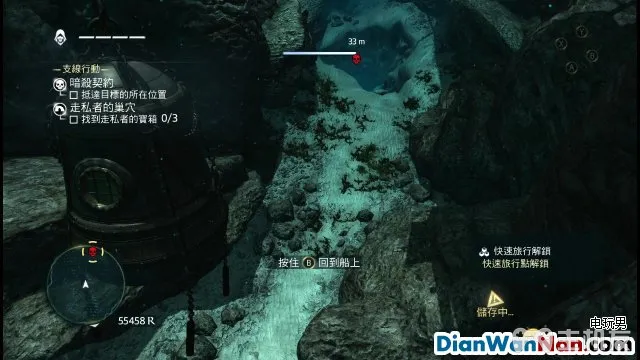 33 m
支線行動
暗殺契約
抵達目標的所在位置
走私者的巢穴
找到走私者的寶箱 0/3
Y
X
B
A
按住 B 回到船上
快速旅行解鎖
快速旅行點解鎖
儲存中...
55458 R
电玩男
DianWanNan.com